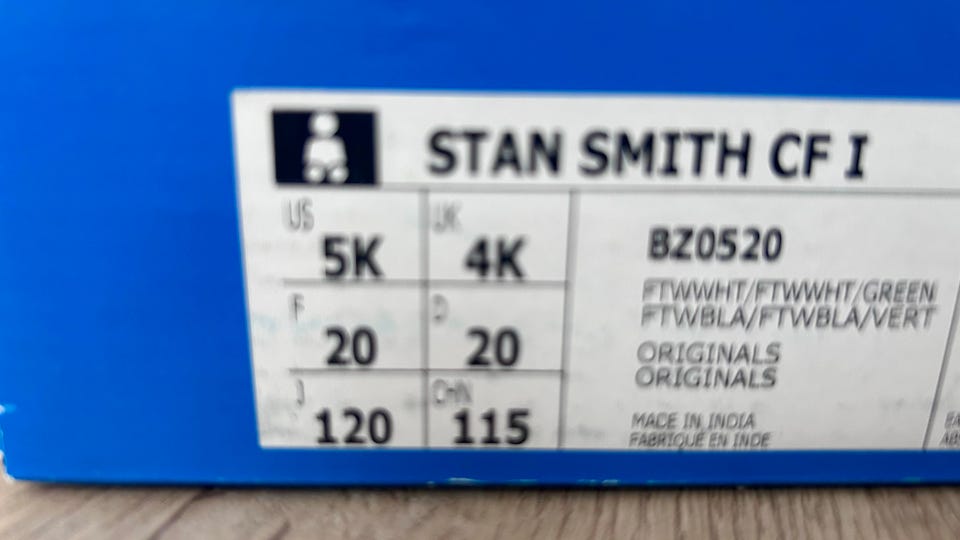 STAN SMITH CF I
US 5K UK 4K
F 20 D 20
J 120 CHN 115
BZ0520
FTWWHT/FTWWHT/GREEN
FTWBLA/FTWBLA/VERT
ORIGINALS
ORIGINALS
MADE IN INDIA
FABRIQUE EN INDE